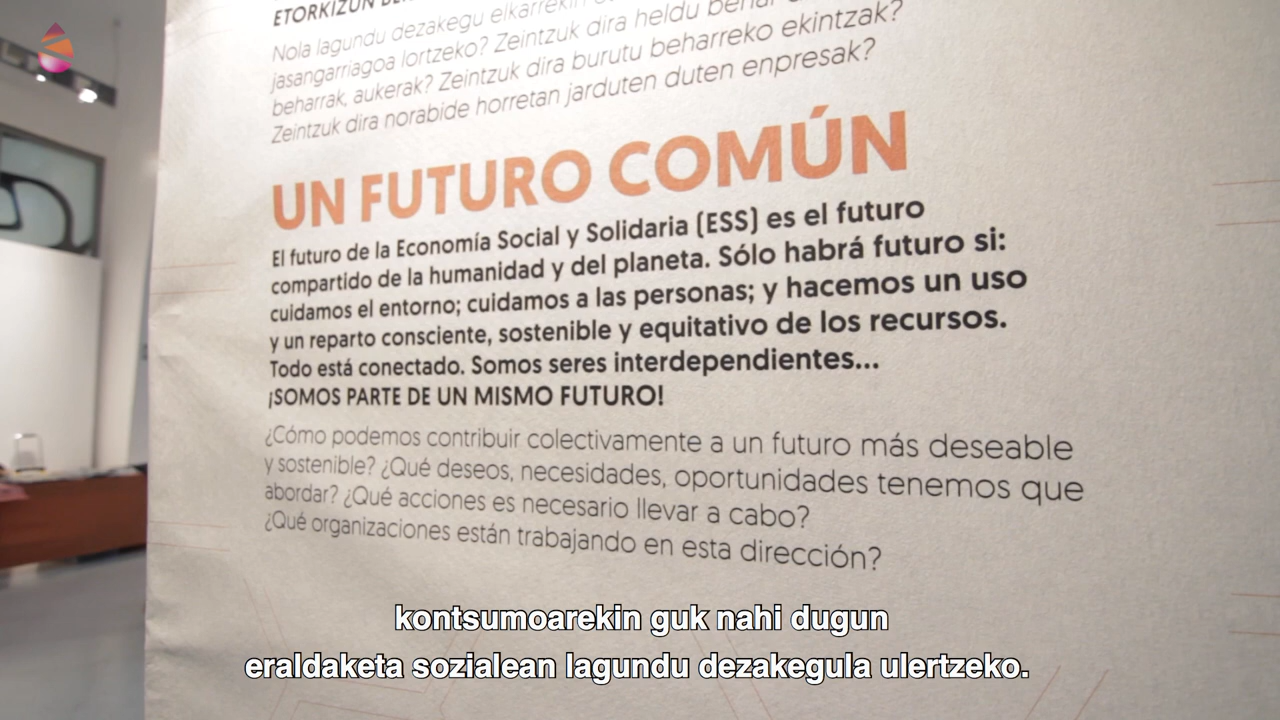 ETORKIZUN
Nola lagundu dezakegu elkarrekin
jasangarriagoa lortzeko? Zeintzuk dira heldu
beharrak, aukerak? Zeintzuk dira burutu beharreko ekintzak?
Zeintzuk dira norabide horretan jarduten duten enpresak?
UN FUTURO COMÚN
El futuro de la Economía Social y Solidaria (ESS) es el futuro
compartido de la humanidad y del planeta. Sólo habrá futuro si:
cuidamos el entorno; cuidamos a las personas; y hacemos un uso
y un reparto consciente, sostenible y equitativo de los recursos.
Todo está conectado. Somos seres interdependientes...
¡SOMOS PARTE DE UN MISMO FUTURO!
¿Cómo podemos contribuir colectivamente a un futuro más deseable
y sostenible? ¿Qué deseos, necesidades, oportunidades tenemos que
abordar? ¿Qué acciones es necesario llevar a cabo?
¿Qué organizaciones están trabajando en esta dirección?
kontsumoarekin guk nahi dugun
eraldaketa sozialean lagundu dezakegula ulertzeko.